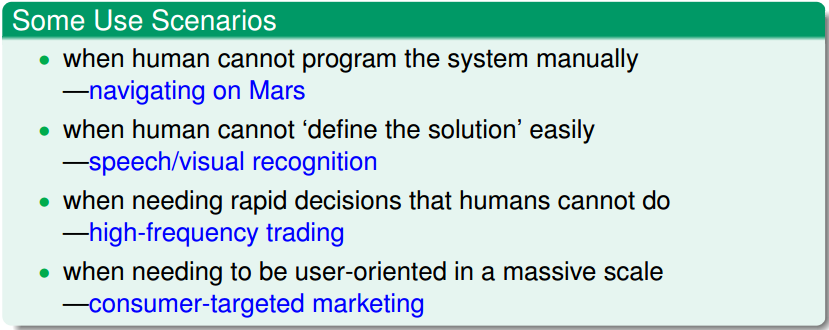 Some Use Scenarios
• when human cannot program the system manually
—navigating on Mars
• when human cannot ‘define the solution’ easily
—speech/visual recognition
• when needing rapid decisions that humans cannot do
—high-frequency trading
• when needing to be user-oriented in a massive scale
—consumer-targeted marketing